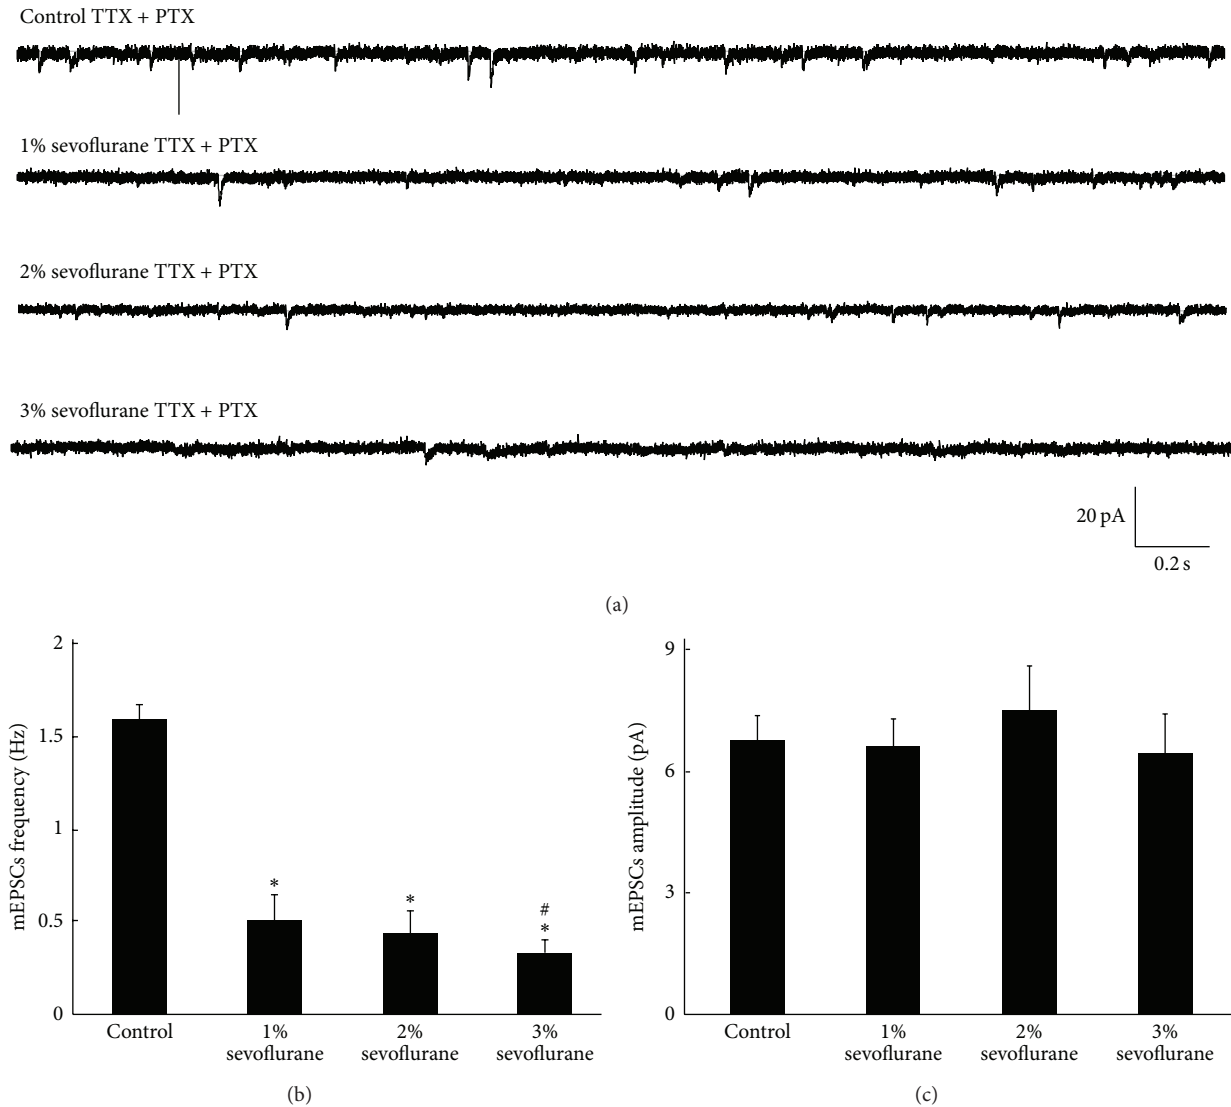 Control TTX + PTX
1% sevoflurane TTX + PTX
2% sevoflurane TTX + PTX
3% sevoflurane TTX + PTX
20 pA
0.2 s
(a)
mEPSCs frequency (Hz)
2
1.5
1
0.5
0
*
*
#
*
Control
1%
sevoflurane
2%
sevoflurane
3%
sevoflurane
(b)
mEPSCs amplitude (pA)
9
6
3
0
Control
1%
sevoflurane
2%
sevoflurane
3%
sevoflurane
(c)